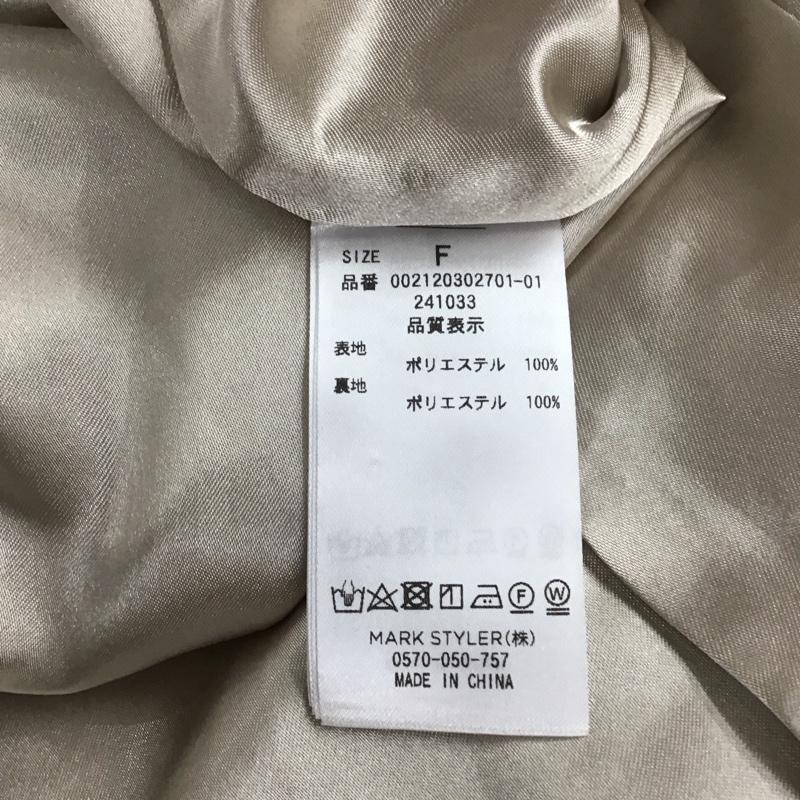 SIZE F
品番 002120302701-01
241033
品質表示
表地 ポリエステル 100%
裏地 ポリエステル 100%
F W
MARK STYLER(株)
0570-050-757
MADE IN CHINA